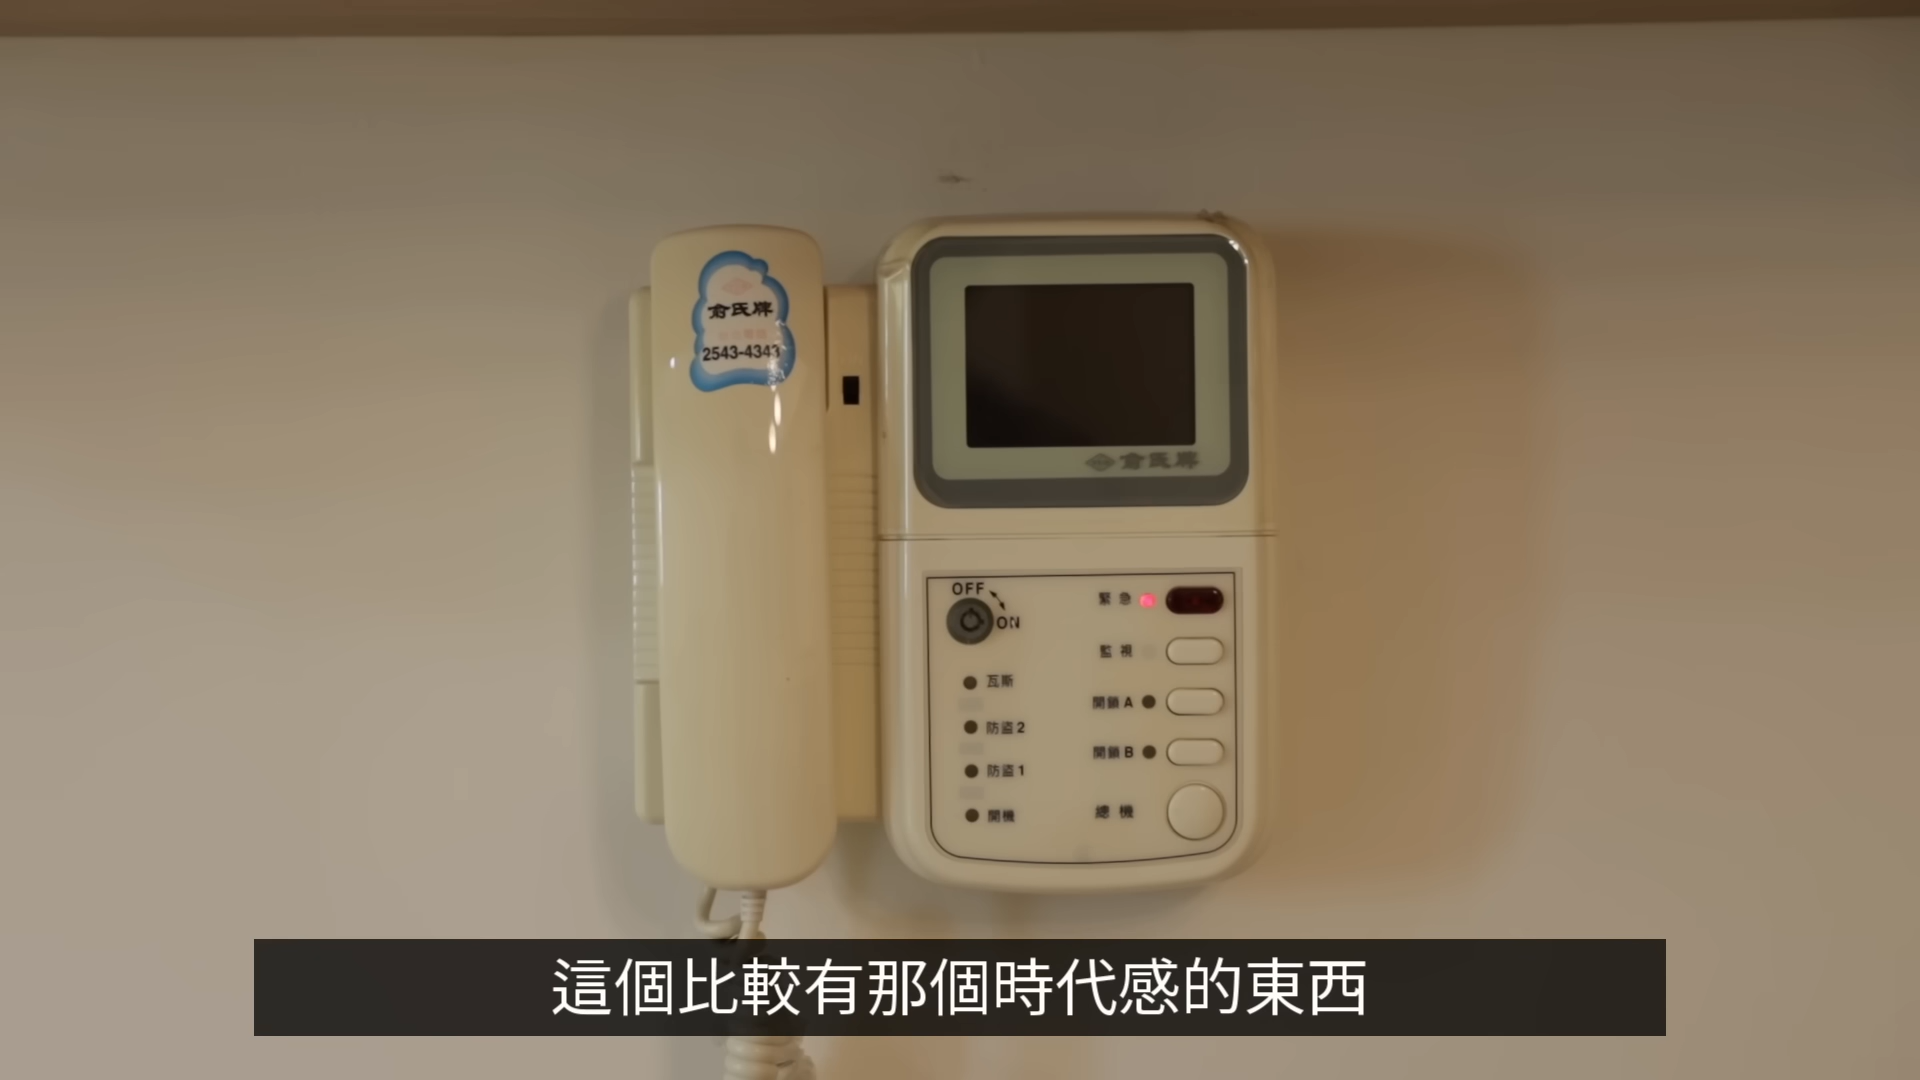 俞氏牌
2543-4343
俞氏牌
OFF
ON
緊急
監視
瓦斯
開鎖A
防盜2
開鎖B
防盜1
總機
開機
這個比較有那個時代感的東西